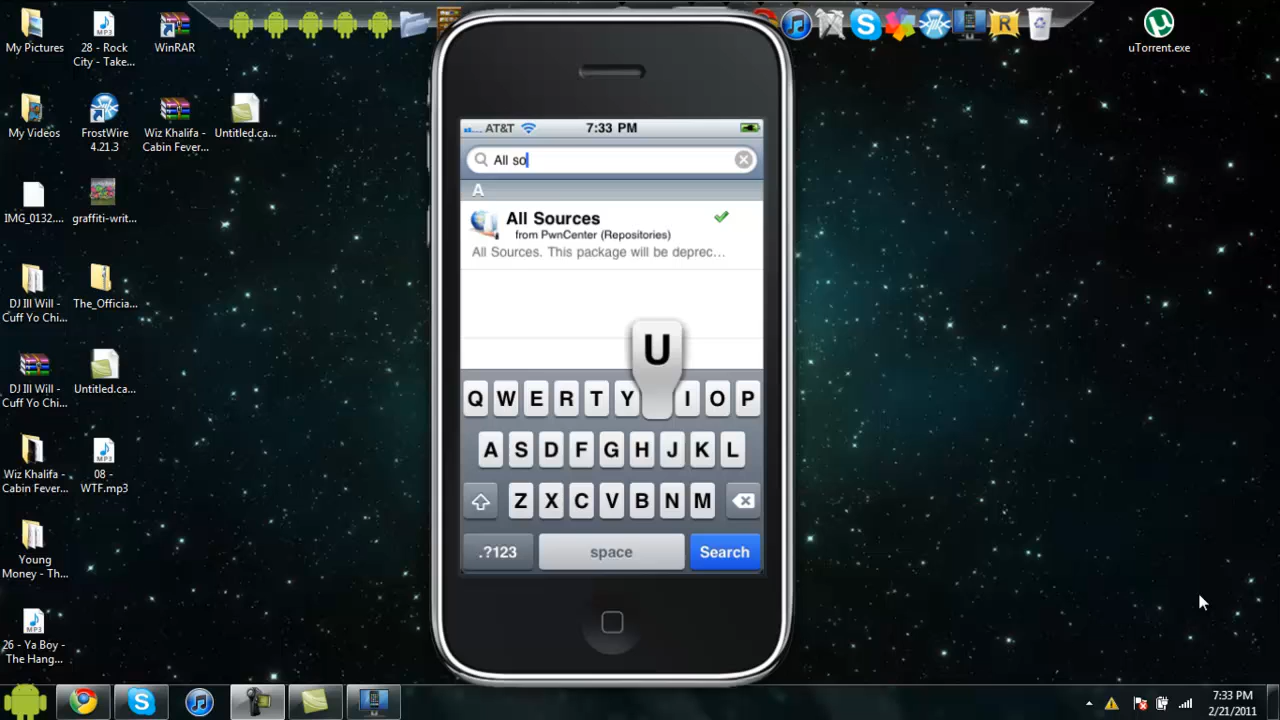 My Pictures
28 - Rock
City - Take...
WinRAR
uTorrent.exe
My Videos
FrostWire
4.21.3
Wiz Khalifa -
Cabin Fever...
Untitled.ca...
IMG_0132....
graffiti-writ...
DJ Ill Will -
Cuff Yo Chi...
The_Officia...
DJ Ill Will -
Cuff Yo Chi...
Untitled.ca...
Wiz Khalifa -
Cabin Fever...
08 -
WTF.mp3
Young
Money - Th...
26 - Ya Boy -
The Hang...
AT&T
7:33 PM
All so
A
All Sources
from PwnCenter (Repositories)
All Sources. This package will be deprec...
U
Q W E R T Y I O P
A S D F G H J K L
Z X C V B N M
.?123 space Search
7:33 PM
2/21/2011